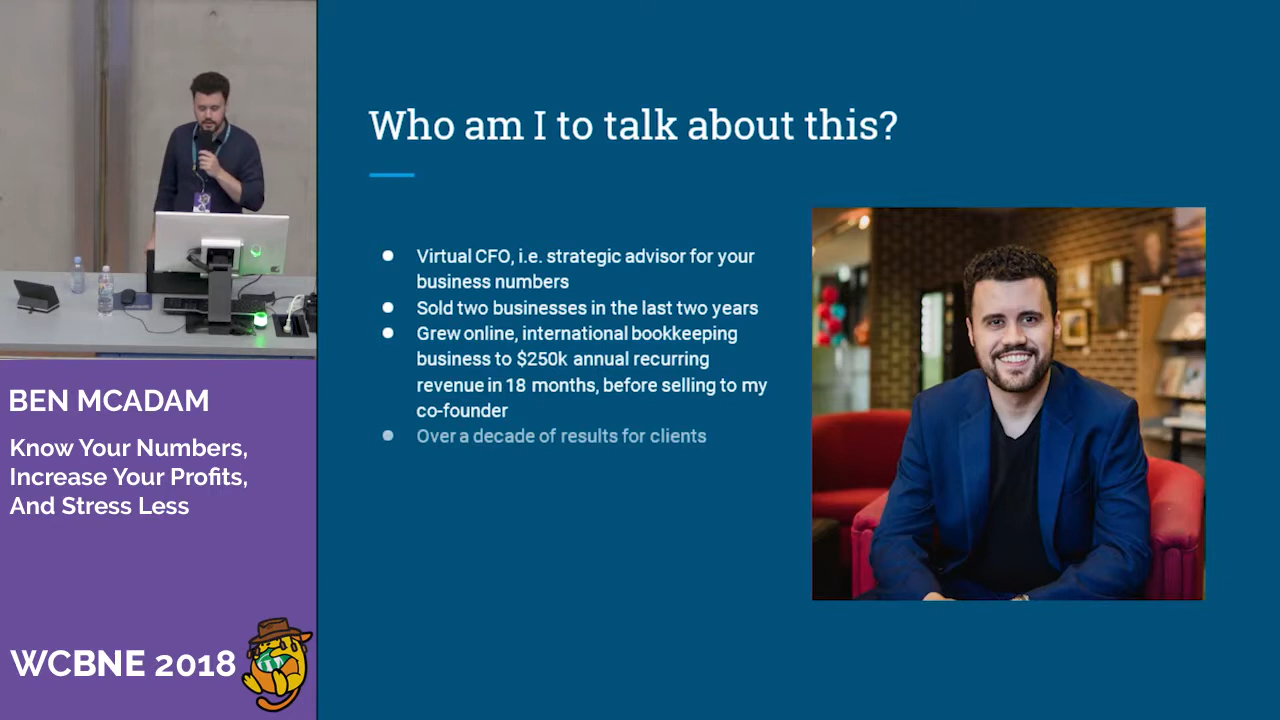 Who am I to talk about this?
● Virtual CFO, i.e. strategic advisor for your
business numbers
● Sold two businesses in the last two years
● Grew online, international bookkeeping
business to $250k annual recurring
revenue in 18 months, before selling to my
co-founder
● Over a decade of results for clients
BEN MCADAM
Know Your Numbers,
Increase Your Profits,
And Stress Less
WCBNE 2018